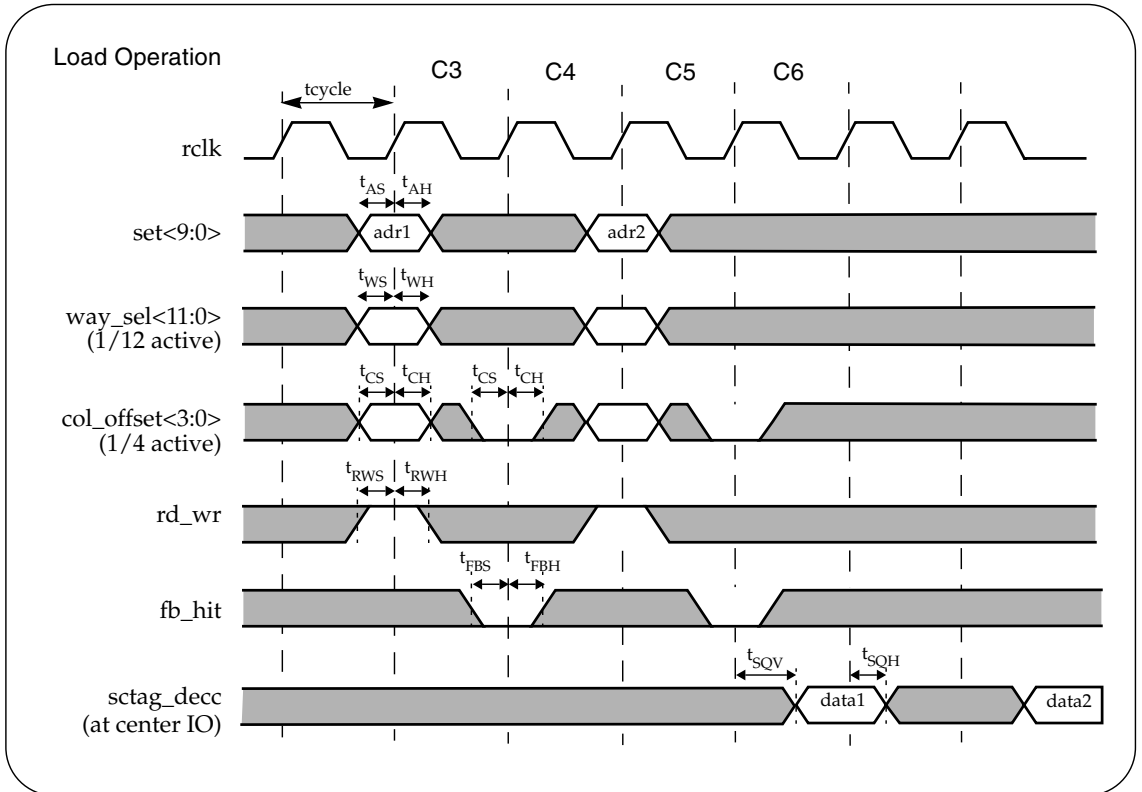 Load Operation
C3 C4 C5 C6
tcycle
rclk
tAS tAH
set<9:0>
adr1 adr2
tWS tWH
way_sel<11:0>
(1/12 active)
tCS tCH tCS tCH
col_offset<3:0>
(1/4 active)
tRWS tRWH
rd_wr
tFBS tFBH
fb_hit
tSQV tSQH
sctag_decc
(at center IO)
data1 data2